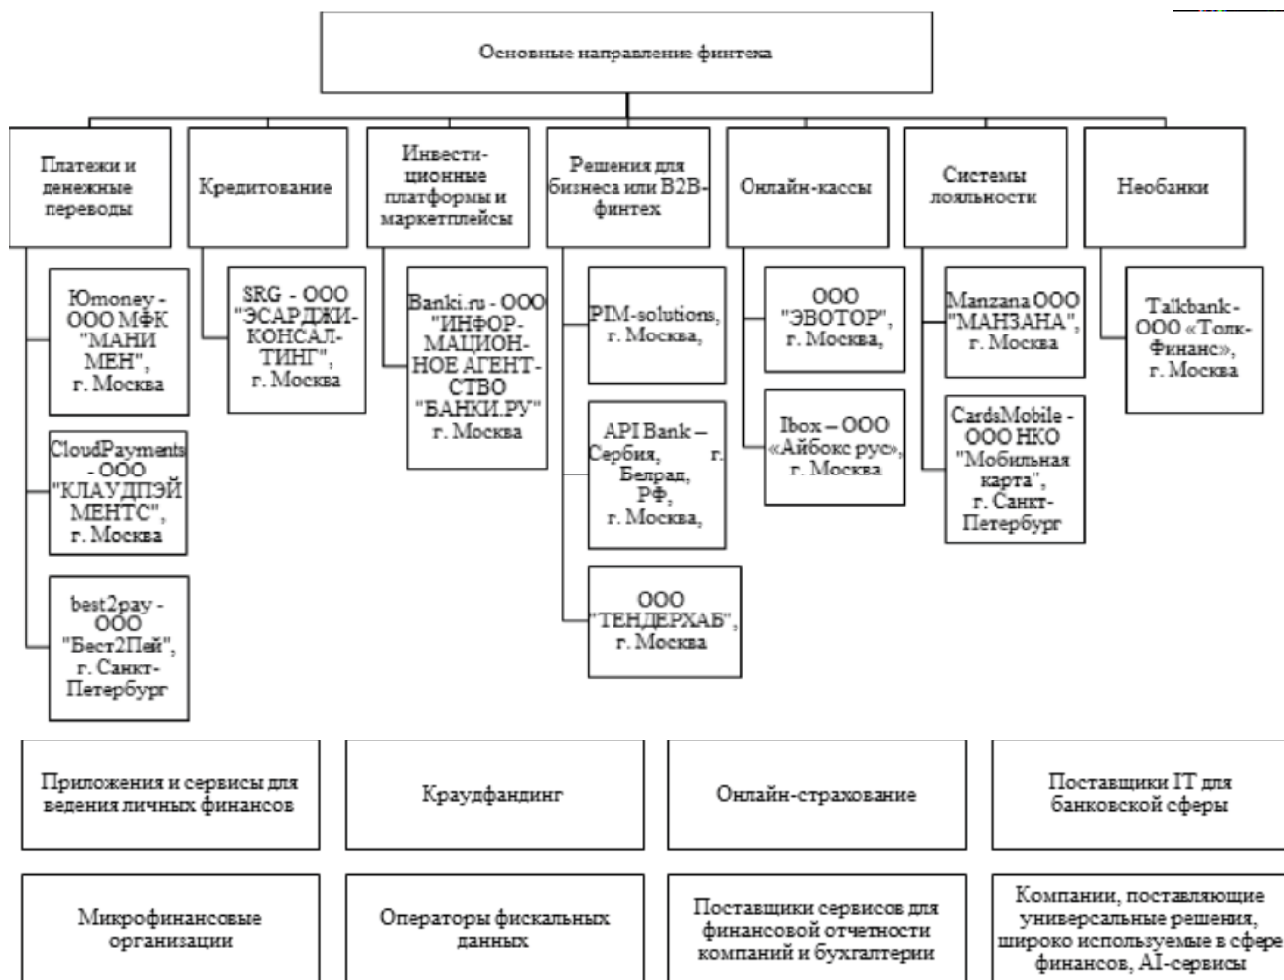 Основные направление финтеха
Платежи и
денежные
переводы
Кредитование
Инвести-
ционные
платформы и
маркетплейсы
Решения для
бизнеса или B2B-
финтех
Онлайн-кассы
Системы
лояльности
Необанки
Юmoney -
ООО МФК
"МАНИ
МЕН",
г. Москва
CloudPayments
- ООО
"КЛАУДПЭЙ
МЕНТС",
г. Москва
best2pay -
ООО
"Бест2Пей",
г. Санкт-
Петербург
SRG - ООО
"ЭСАРДЖИ-
КОНСАЛ-
ТИНГ",
г. Москва
Banki.ru - ООО
"ИНФОР-
МАЦИОН-
НОЕ АГЕНТ-
СТВО
"БАНКИ.РУ"
г. Москва
PIM-solutions,
г. Москва,
API Bank –
Сербия, г.
Белрад,
РФ,
г. Москва,
ООО
"ТЕНДЕРХАБ",
г. Москва
ООО
"ЭВОТОР",
г. Москва,
Ibox – ООО
«Айбокс рус»,
г. Москва
Manzana ООО
"МАНЗАНА",
г. Москва
CardsMobile -
ООО НКО
"Мобильная
карта",
г. Санкт-
Петербург
Talkbank -
ООО «Толк-
Финанс»,
г. Москва
Приложения и сервисы для
ведения личных финансов
Краудфандинг
Онлайн-страхование
Поставщики IT для
банковской сферы
Микрофинансовые
организации
Операторы фискальных
данных
Поставщики сервисов для
финансовой отчетности
компаний и бухгалтерии
Компании, поставляющие
универсальные решения,
широко используемые в сфере
финансов, AI-сервисы